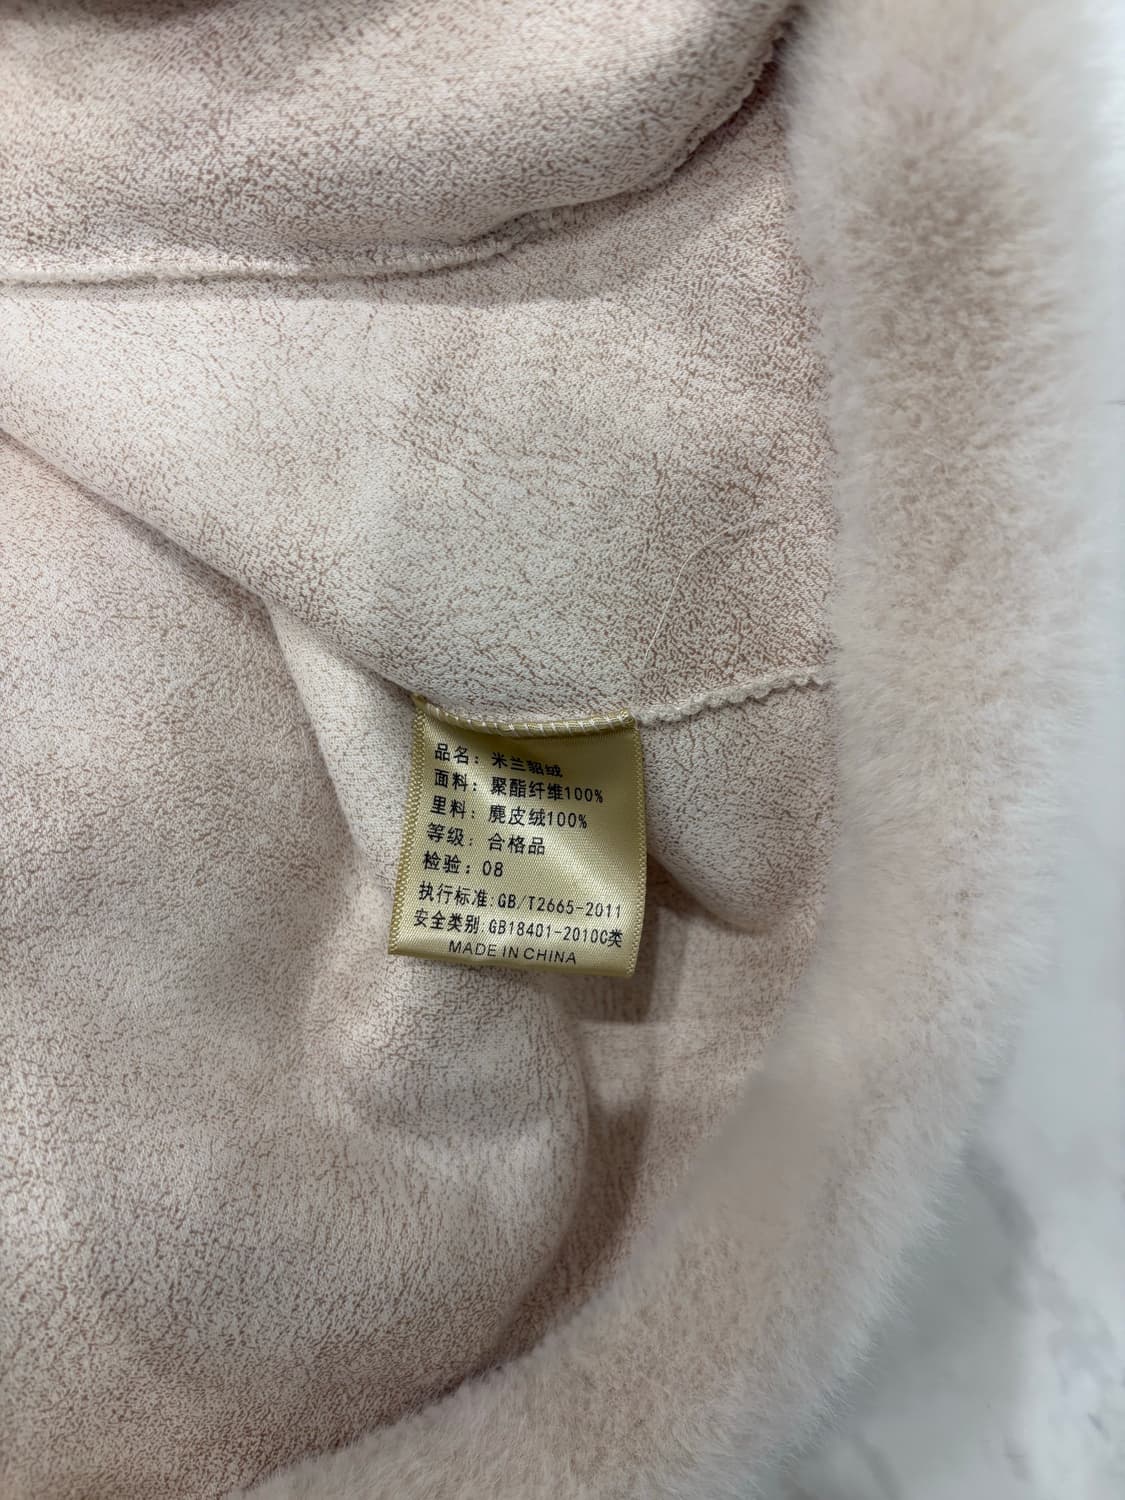 品名：米兰貂绒
面料：聚酯纤维100%
里料：麂皮绒100%
等级：合格品
检验：08
执行标准:GB/T2665-2011
安全类别:GB18401-2010C类
MADE IN CHINA